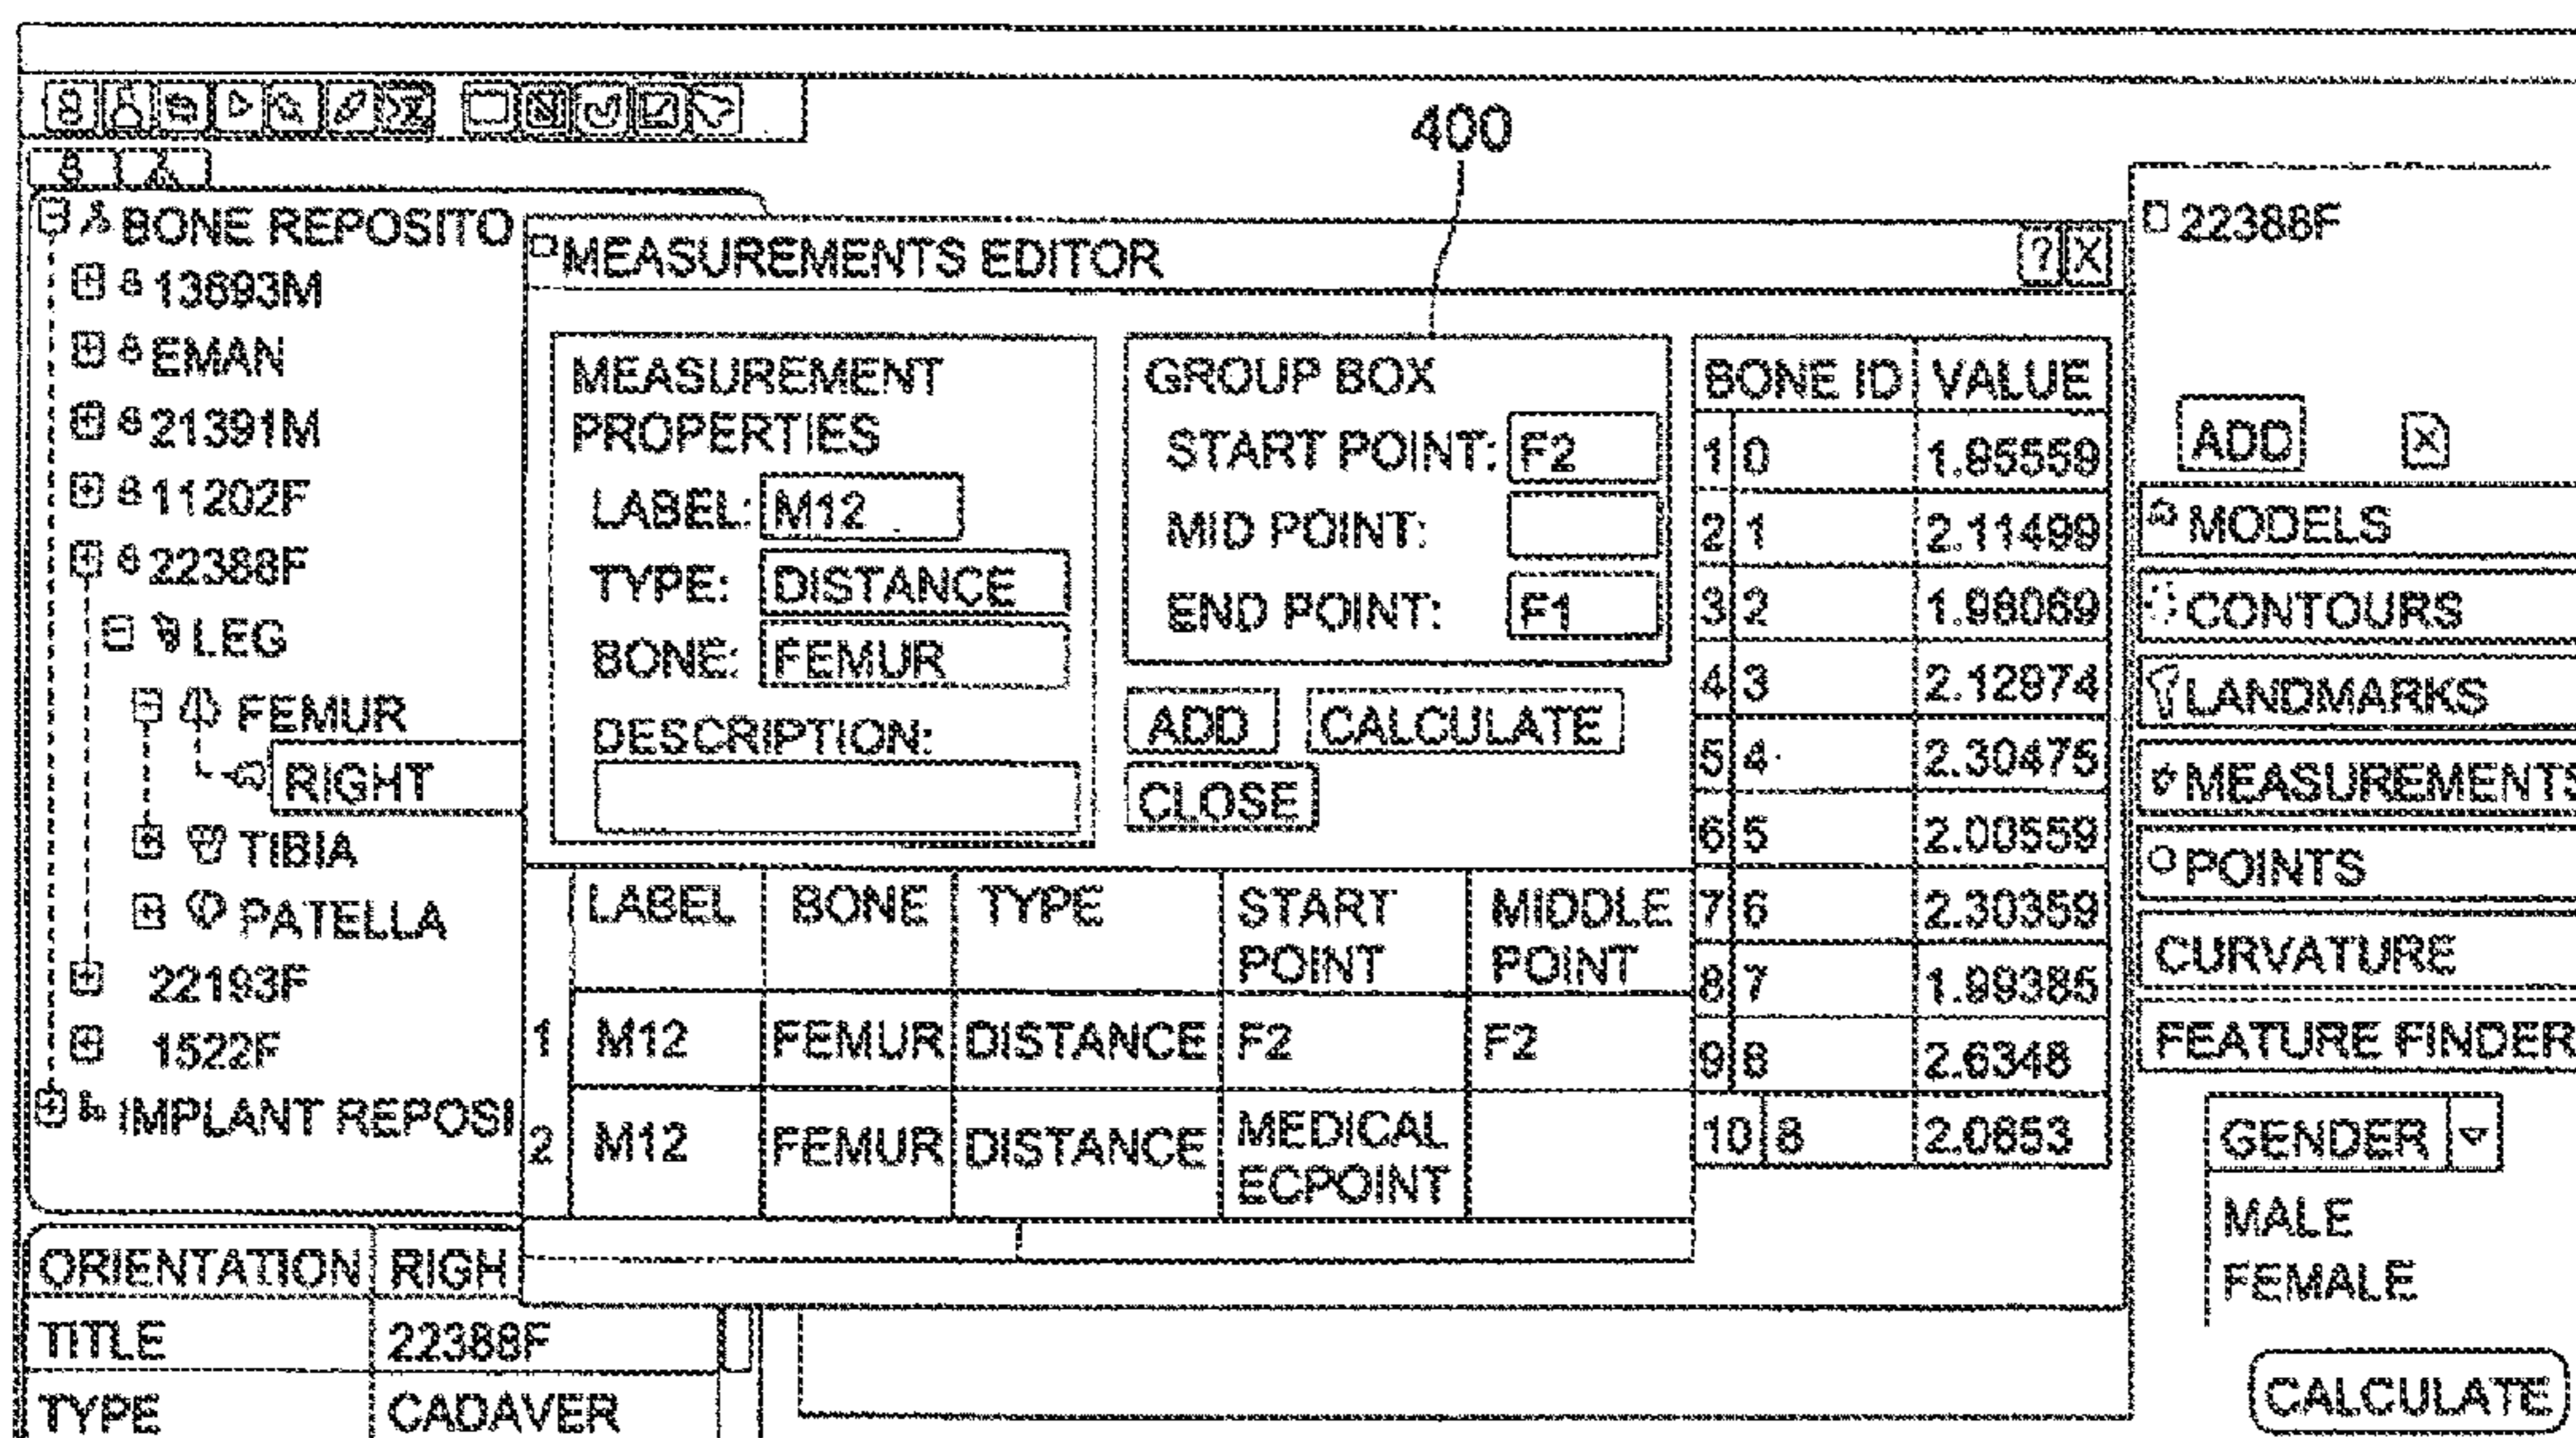 400
BONE REPOSITO
13693M
EMAN
21391M
11202F
22388F
LEG
FEMUR
RIGHT
TIBIA
PATELLA
22193F
1522F
IMPLANT REPOSI
ORIENTATION RIGH
TITLE 22388F
TYPE CADAVER
MEASUREMENTS EDITOR ? X
MEASUREMENT
PROPERTIES
LABEL: M12
TYPE: DISTANCE
BONE: FEMUR
DESCRIPTION:
GROUP BOX
START POINT: F2
MID POINT:
END POINT: F1
ADD CALCULATE
CLOSE
BONE ID VALUE
1 0 1.95559
2 1 2.11499
3 2 1.98069
4 3 2.12974
5 4 2.30475
6 5 2.00559
7 6 2.30359
8 7 1.99385
9 8 2.6348
10 8 2.0653
LABEL BONE TYPE START POINT MIDDLE POINT
1 M12 FEMUR DISTANCE F2 F2
2 M12 FEMUR DISTANCE MEDICAL ECPOINT
22388F
ADD X
MODELS
CONTOURS
LANDMARKS
MEASUREMENTS
POINTS
CURVATURE
FEATURE FINDER
GENDER
MALE
FEMALE
CALCULATE